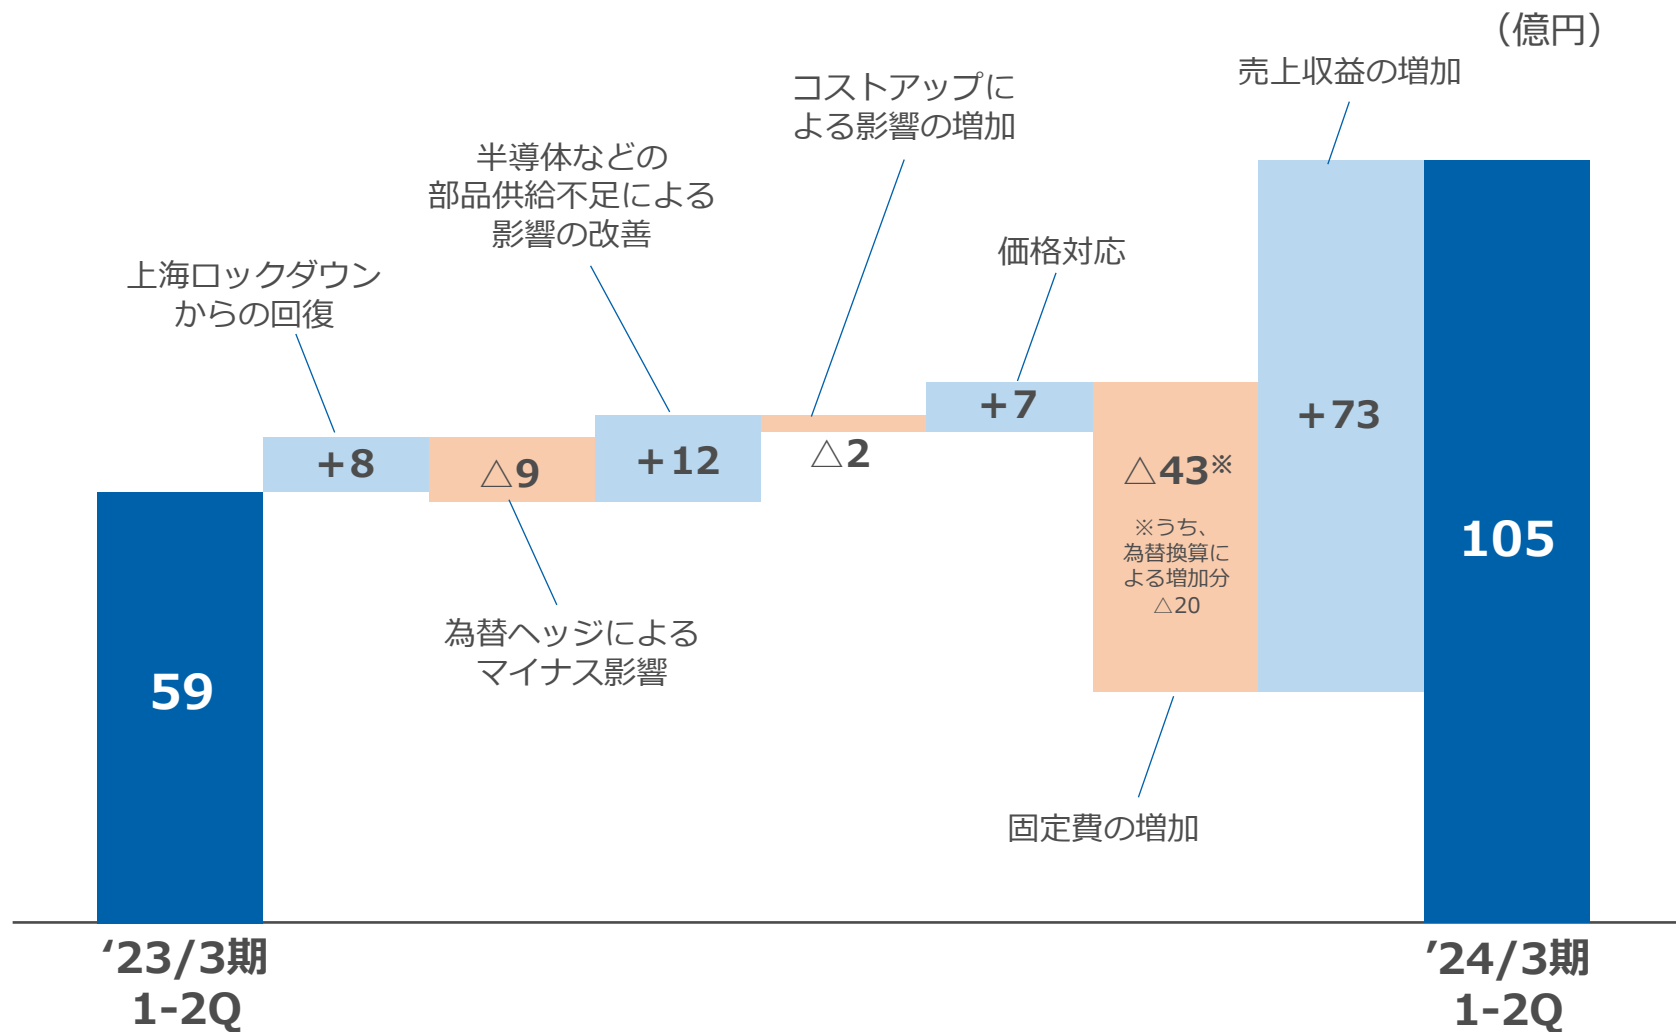 （億円）
売上収益の増加
コストアップに
よる影響の増加
半導体などの
部品供給不足による
影響の改善
価格対応
上海ロックダウン
からの回復
+8
△9
+12
△2
+7
△43※
※うち、
為替換算に
よる増加分
△20
+73
105
59
為替ヘッジによる
マイナス影響
固定費の増加
‘23/3期
1-2Q
’24/3期
1-2Q